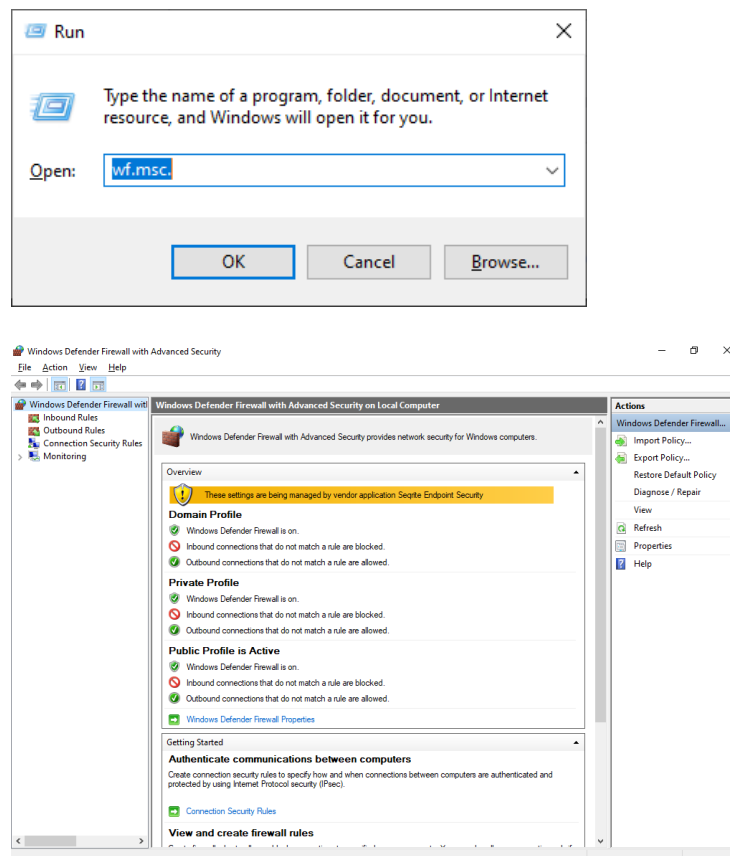 Run
Type the name of a program, folder, document, or Internet
resource, and Windows will open it for you.
Open:
wf.msc.
OK
Cancel
Browse...
Windows Defender Firewall with Advanced Security
File Action View Help
Windows Defender Firewall with
Inbound Rules
Outbound Rules
Connection Security Rules
Monitoring
Windows Defender Firewall with Advanced Security on Local Computer
Windows Defender Firewall with Advanced Security provides network security for Windows computers.
Overview
These settings are being managed by vendor application Seqrite Endpoint Security
Domain Profile
Windows Defender Firewall is on.
Inbound connections that do not match a rule are blocked.
Outbound connections that do not match a rule are allowed.
Private Profile
Windows Defender Firewall is on.
Inbound connections that do not match a rule are blocked.
Outbound connections that do not match a rule are allowed.
Public Profile is Active
Windows Defender Firewall is on.
Inbound connections that do not match a rule are blocked.
Outbound connections that do not match a rule are allowed.
Windows Defender Firewall Properties
Getting Started
Authenticate communications between computers
Create connection security rules to specify how and when connections between computers are authenticated and
protected by using Internet Protocol security (IPsec).
Connection Security Rules
View and create firewall rules
Actions
Windows Defender Firewall...
Import Policy...
Export Policy...
Restore Default Policy
Diagnose / Repair
View
Refresh
Properties
Help